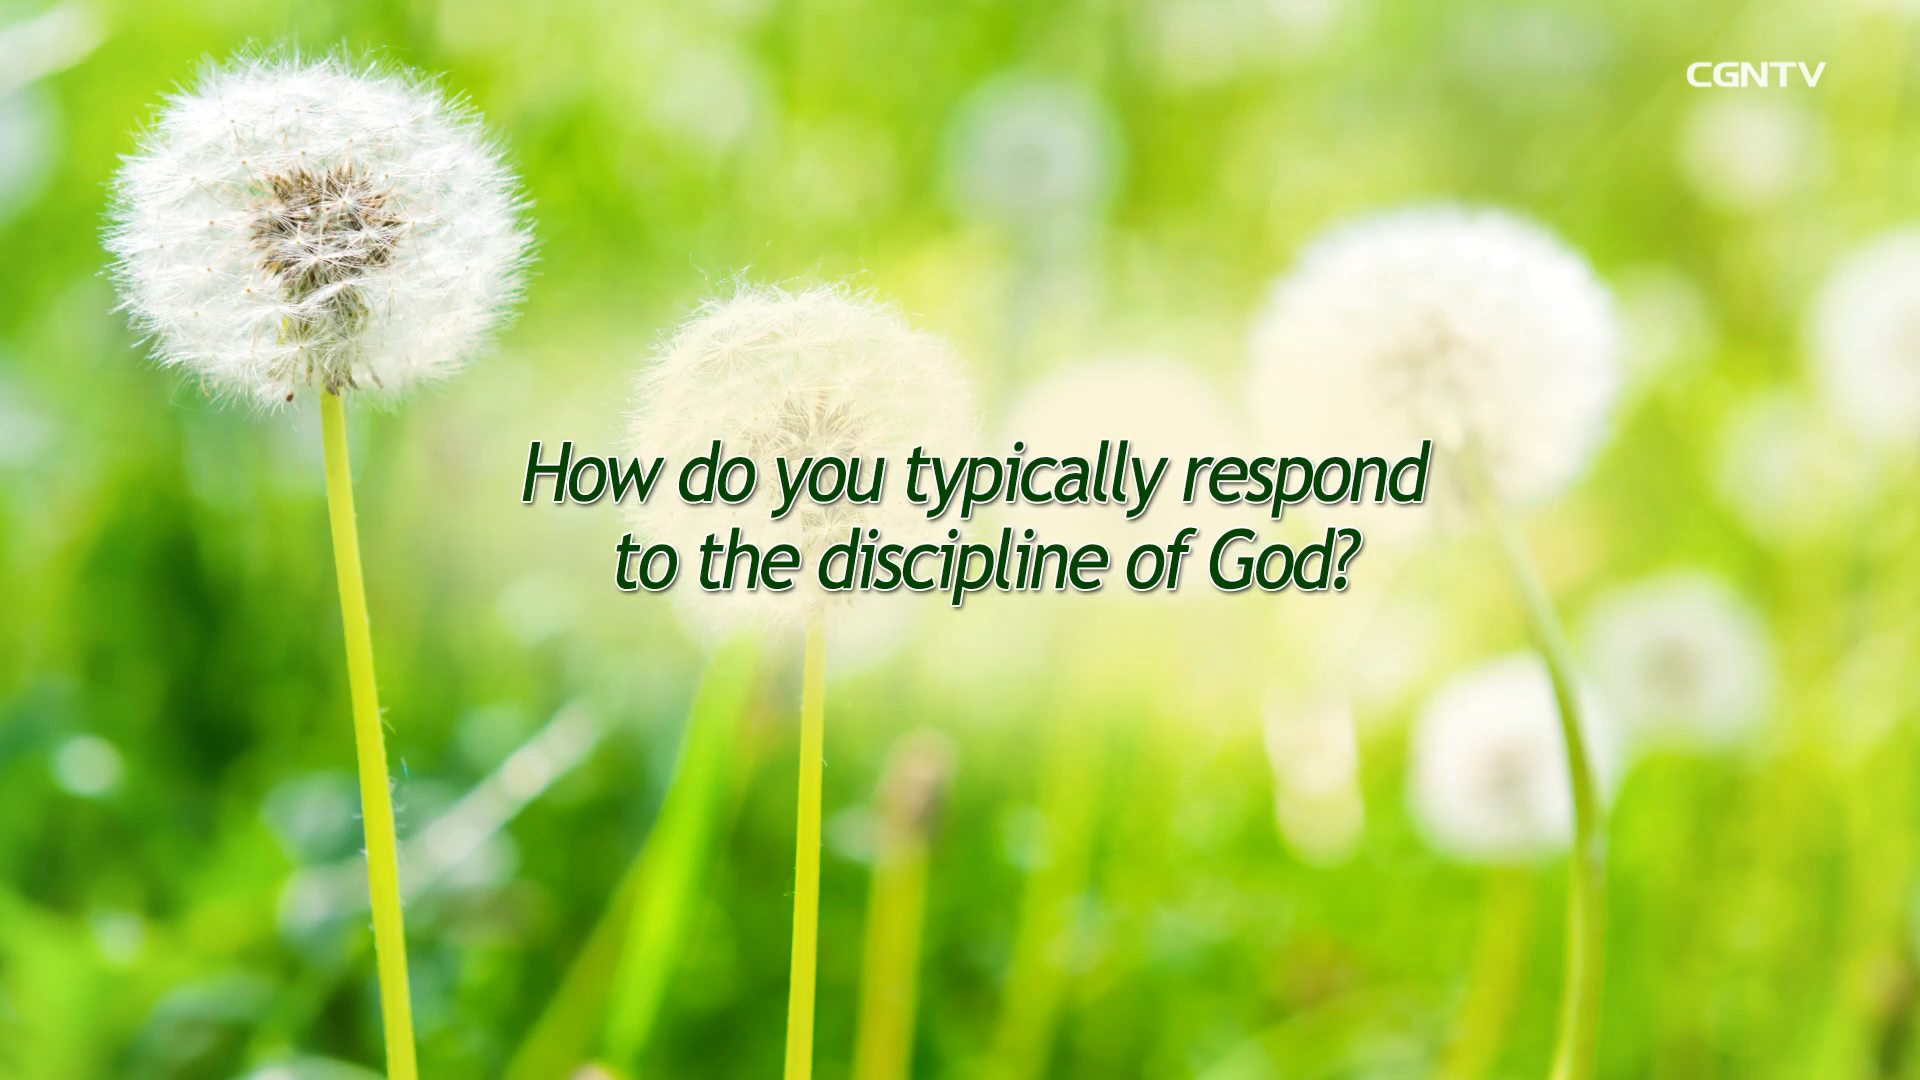 CGNTV
How do you typically respond
to the discipline of God?